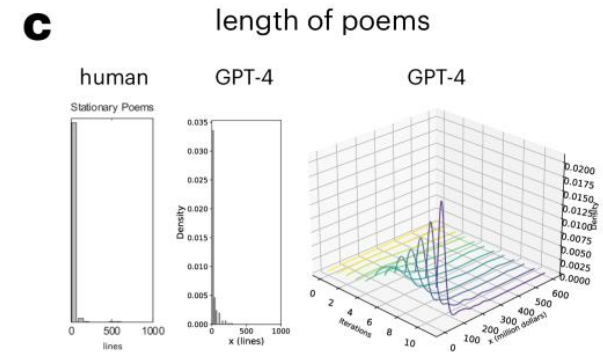 c
length of poems
human
GPT-4
GPT-4
Stationary Poems
0 500 1000
lines
0.035
0.030
0.025
0.020
0.015
0.010
0.005
0.000
Density
0 500 1000
x (lines)
0.0200
0.0175
0.0150
0.0125
0.0100
0.0075
0.0050
0.0025
0.0000
Density
0 2 4 6 8 10
Iterations
0 100 200 300 400 500 600
x (million dollars)